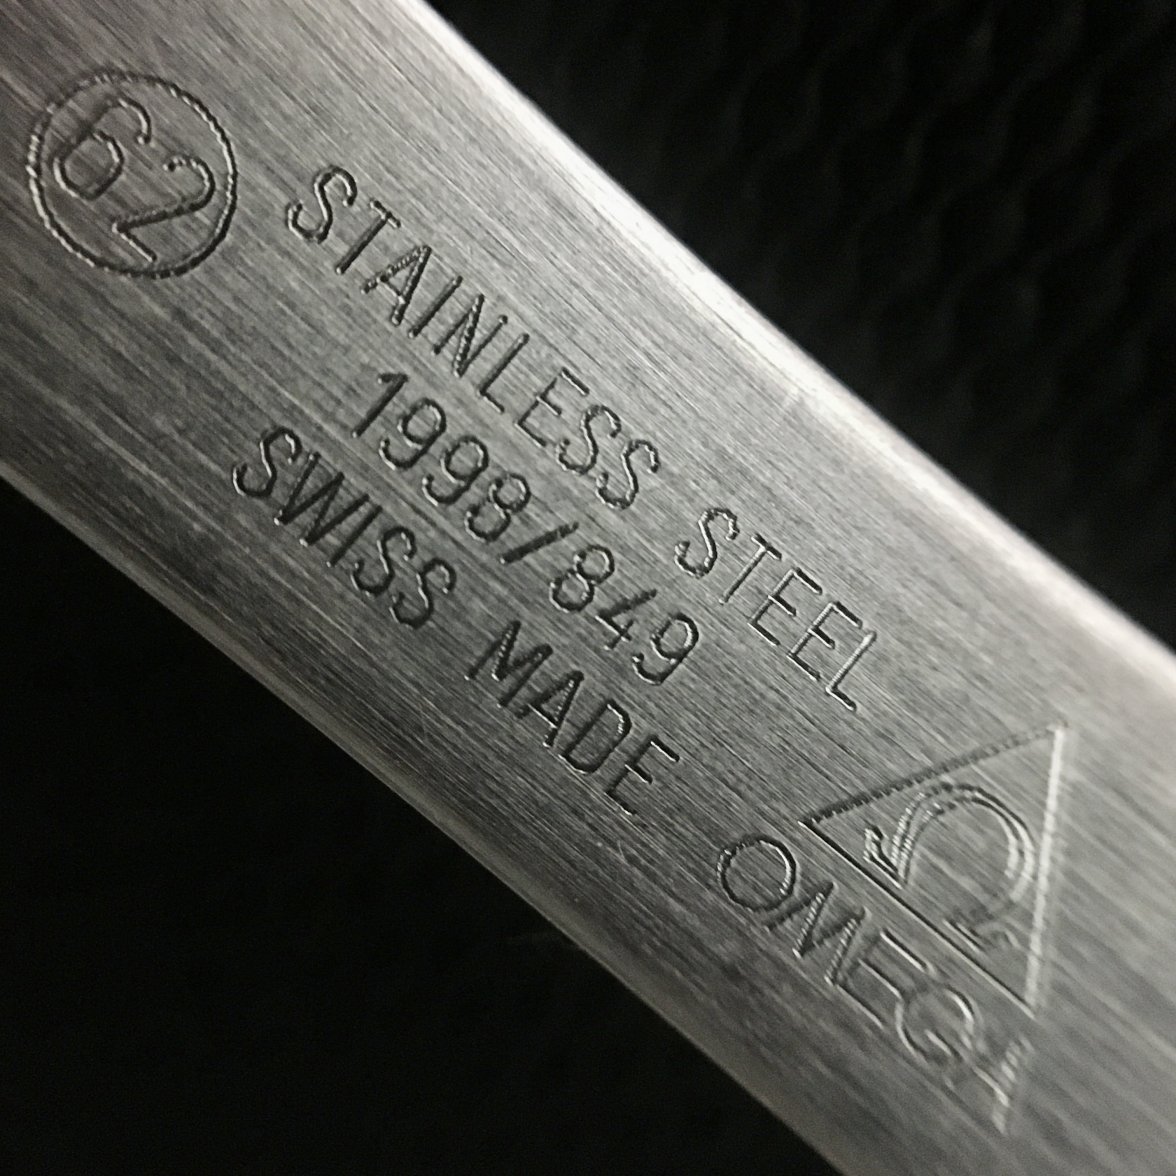 62
STAINLESS STEEL
1998/849
SWISS MADE
Ω
OMEGA